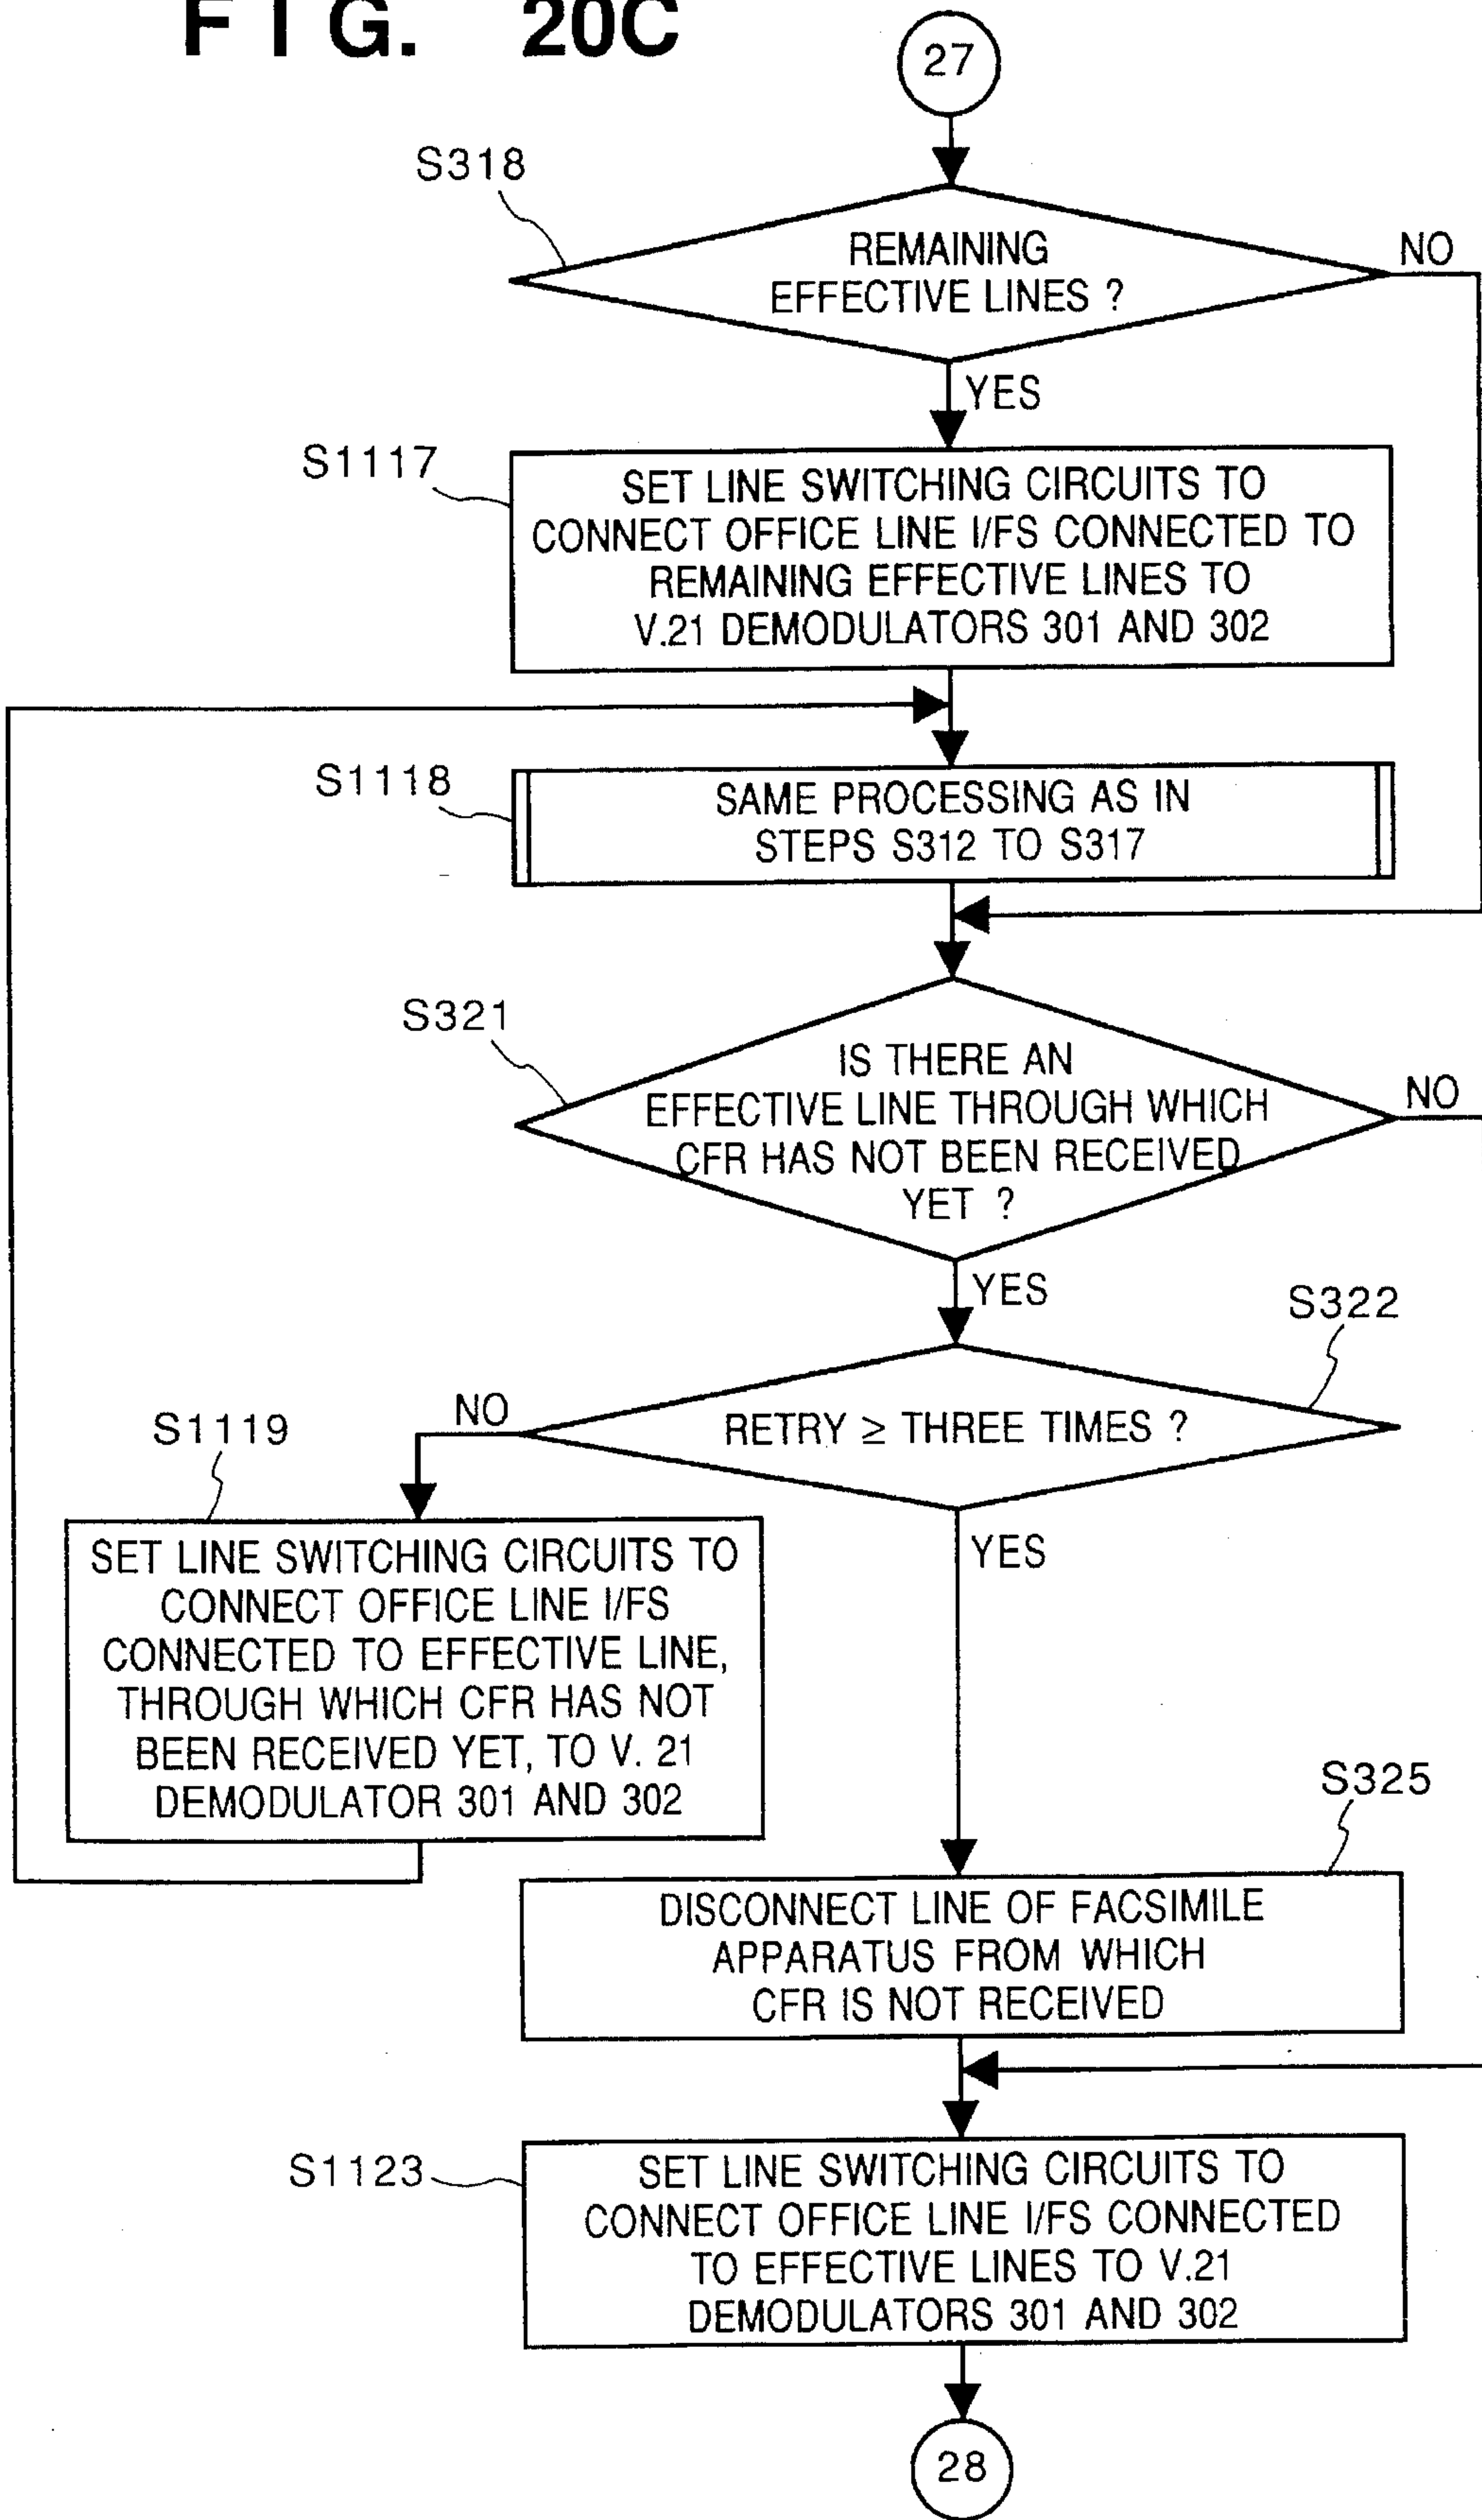 FIG. 20C
27
S318
REMAINING
EFFECTIVE LINES ?
NO
YES
S1117
SET LINE SWITCHING CIRCUITS TO
CONNECT OFFICE LINE I/FS CONNECTED TO
REMAINING EFFECTIVE LINES TO
V.21 DEMODULATORS 301 AND 302
S1118
SAME PROCESSING AS IN
STEPS S312 TO S317
S321
IS THERE AN
EFFECTIVE LINE THROUGH WHICH
CFR HAS NOT BEEN RECEIVED
YET ?
NO
YES
S322
RETRY ≥ THREE TIMES ?
NO
YES
S1119
SET LINE SWITCHING CIRCUITS TO
CONNECT OFFICE LINE I/FS
CONNECTED TO EFFECTIVE LINE,
THROUGH WHICH CFR HAS NOT
BEEN RECEIVED YET, TO V. 21
DEMODULATOR 301 AND 302
S325
DISCONNECT LINE OF FACSIMILE
APPARATUS FROM WHICH
CFR IS NOT RECEIVED
S1123
SET LINE SWITCHING CIRCUITS TO
CONNECT OFFICE LINE I/FS CONNECTED
TO EFFECTIVE LINES TO V.21
DEMODULATORS 301 AND 302
28